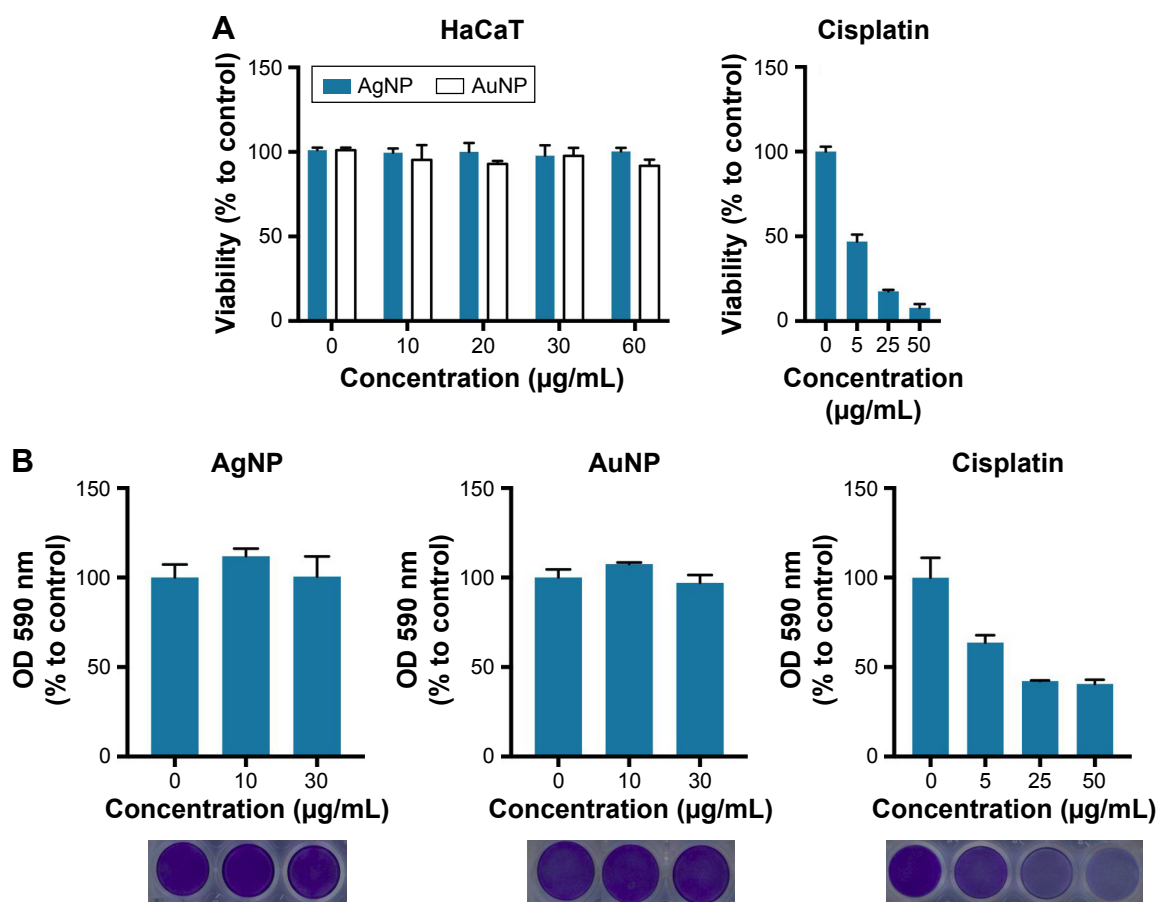 A
HaCaT
Viability (% to control)
150
100
50
0
AgNP AuNP
0 10 20 30 60
Concentration (µg/mL)
Cisplatin
Viability (% to control)
150
100
50
0
0 5 25 50
Concentration
(µg/mL)
B
AgNP
OD 590 nm
(% to control)
150
100
50
0
0 10 30
Concentration (µg/mL)
AuNP
OD 590 nm
(% to control)
150
100
50
0
0 10 30
Concentration (µg/mL)
Cisplatin
OD 590 nm
(% to control)
150
100
50
0
0 5 25 50
Concentration (µg/mL)